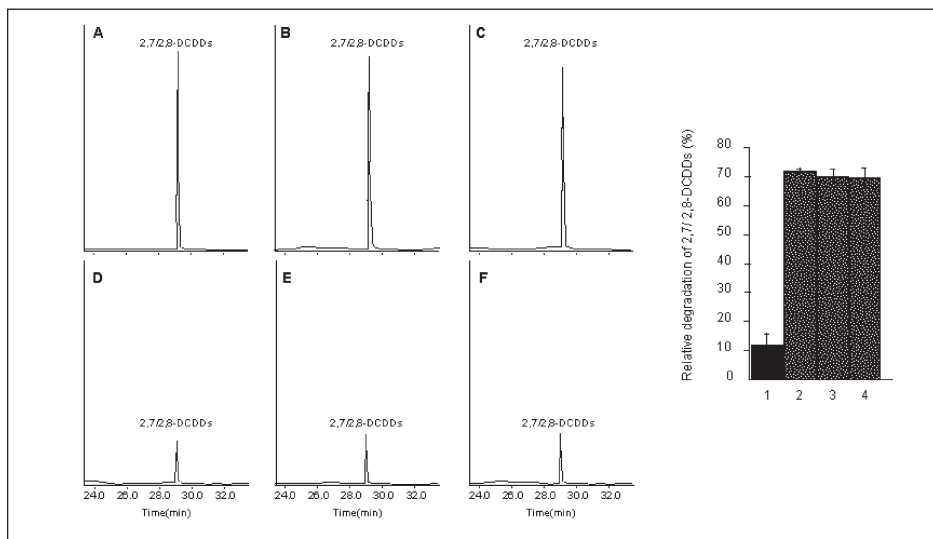 A
2,7/2,8-DCDDs
B
2,7/2,8-DCDDs
C
2,7/2,8-DCDDs
D
2,7/2,8-DCDDs
24.0 26.0 28.0 30.0 32.0
Time(min)
E
2,7/2,8-DCDDs
24.0 26.0 28.0 30.0 32.0
Time(min)
F
2,7/2,8-DCDDs
24.0 26.0 28.0 30.0 32.0
Time(min)
Relative degradation of 2,7/ 2,8-DCDDs (%)
80
70
60
50
40
30
20
10
0
1 2 3 4